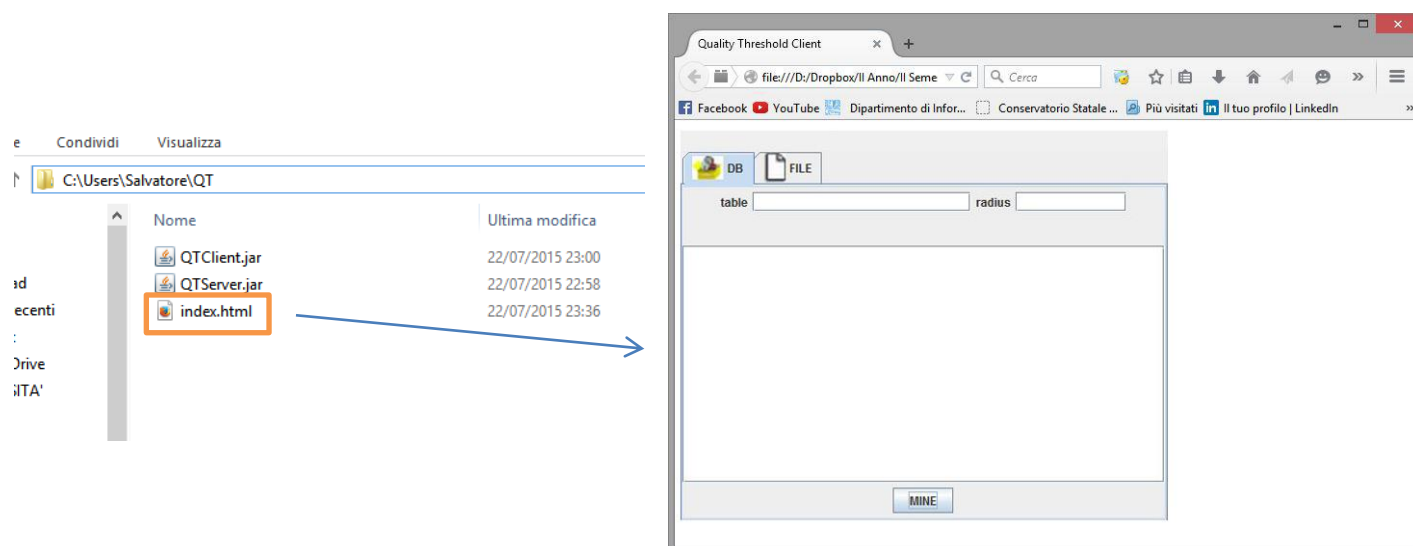 e Condividi Visualizza
C:\Users\Salvatore\QT
Nome Ultima modifica
QTClient.jar 22/07/2015 23:00
QTServer.jar 22/07/2015 22:58
index.html 22/07/2015 23:36
ad
ecenti
Drive
SITA'
Quality Threshold Client × +
file:///D:/Dropbox/II Anno/II Seme Cerca »
Facebook YouTube Dipartimento di Infor... Conservatorio Statale ... Più visitati Il tuo profilo | LinkedIn »
DB FILE
table radius
MINE